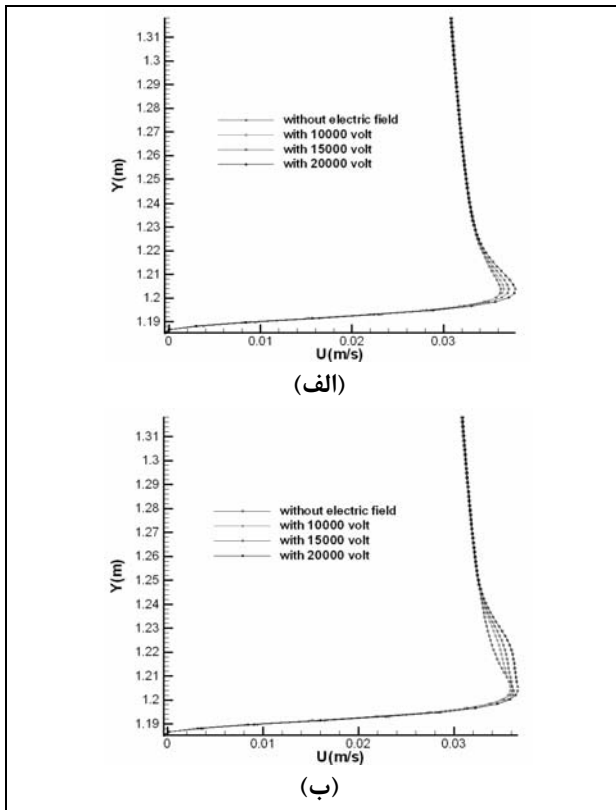 1.31
1.3
1.29
1.28
1.27
1.26
1.25
1.24
1.23
1.22
1.21
1.2
1.19
Y(m)
without electric field
with 10000 volt
with 15000 volt
with 20000 volt
0
0.01
0.02
0.03
U(m/s)
(الف)
1.31
1.3
1.29
1.28
1.27
1.26
1.25
1.24
1.23
1.22
1.21
1.2
1.19
Y(m)
without electric field
with 10000 volt
with 15000 volt
with 20000 volt
0
0.01
0.02
0.03
U(m/s)
(ب)